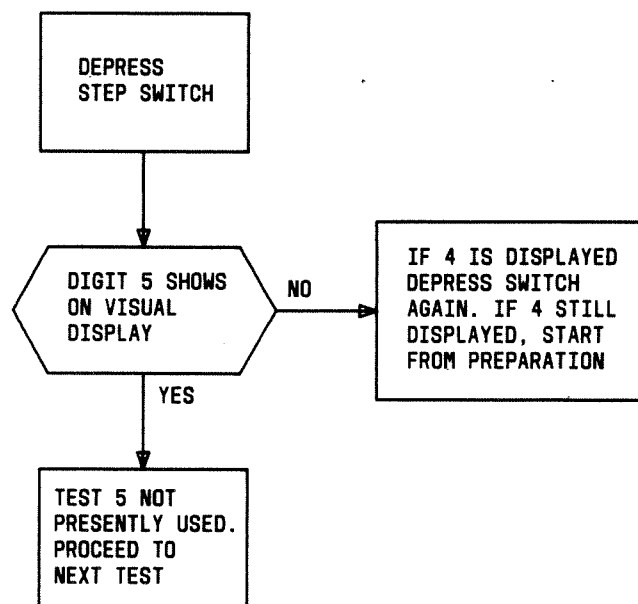 DEPRESS
STEP SWITCH
DIGIT 5 SHOWS
ON VISUAL
DISPLAY
NO
IF 4 IS DISPLAYED
DEPRESS SWITCH
AGAIN. IF 4 STILL
DISPLAYED, START
FROM PREPARATION
YES
TEST 5 NOT
PRESENTLY USED.
PROCEED TO
NEXT TEST